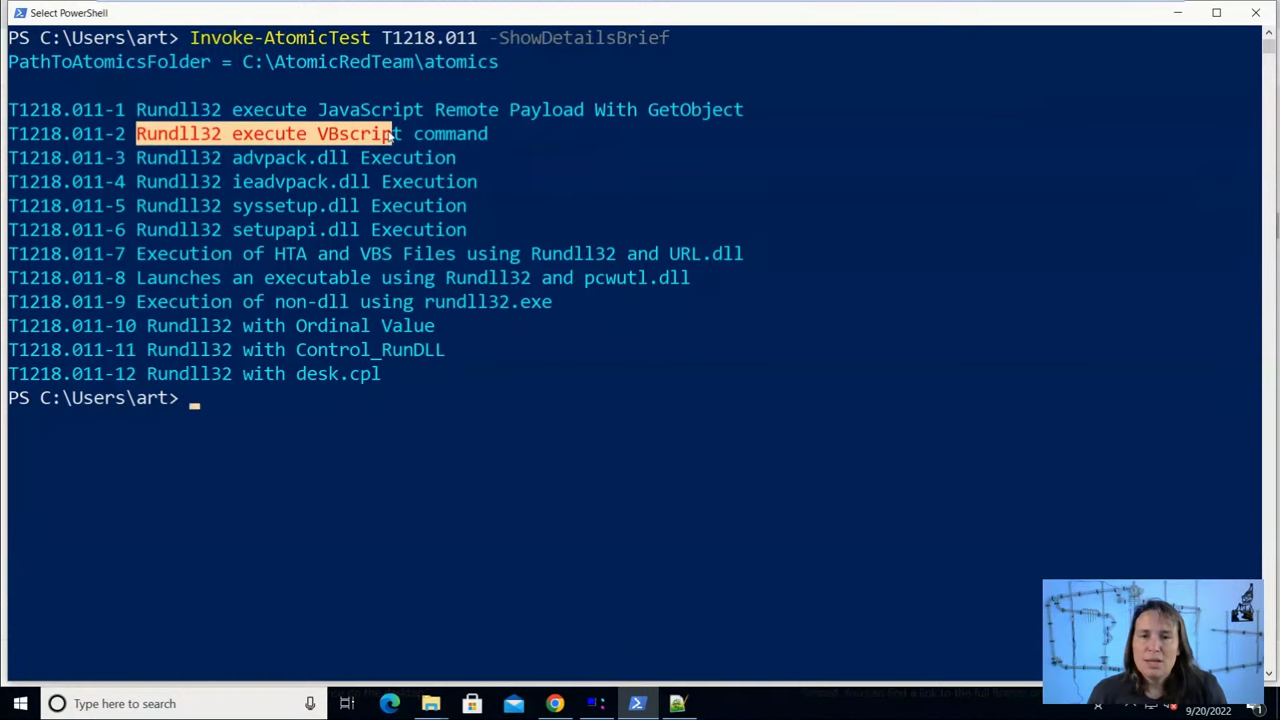 Select PowerShell
PS C:\Users\art> Invoke-AtomicTest T1218.011 -ShowDetailsBrief
PathToAtomicsFolder = C:\AtomicRedTeam\atomics
T1218.011-1 Rundll32 execute JavaScript Remote Payload With GetObject
T1218.011-2 Rundll32 execute VBscript command
T1218.011-3 Rundll32 advpack.dll Execution
T1218.011-4 Rundll32 ieadvpack.dll Execution
T1218.011-5 Rundll32 syssetup.dll Execution
T1218.011-6 Rundll32 setupapi.dll Execution
T1218.011-7 Execution of HTA and VBS Files using Rundll32 and URL.dll
T1218.011-8 Launches an executable using Rundll32 and pcwutl.dll
T1218.011-9 Execution of non-dll using rundll32.exe
T1218.011-10 Rundll32 with Ordinal Value
T1218.011-11 Rundll32 with Control_RunDLL
T1218.011-12 Rundll32 with desk.cpl
PS C:\Users\art>
Type here to search
9/20/2022